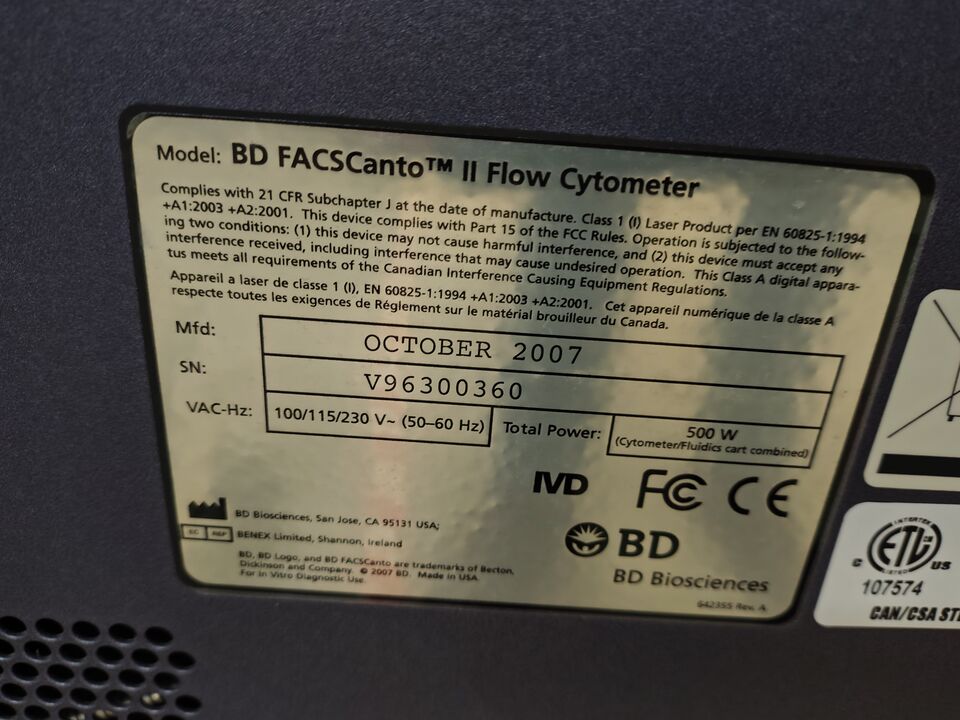 Model: BD FACSCanto™ II Flow Cytometer
Complies with 21 CFR Subchapter J at the date of manufacture. Class 1 (I) Laser Product per EN 60825-1:1994
+A1:2003 +A2:2001. This device complies with Part 15 of the FCC Rules. Operation is subjected to the follow-
ing two conditions: (1) this device may not cause harmful interference, and (2) this device must accept any
interference received, including interference that may cause undesired operation. This Class A digital appara-
tus meets all requirements of the Canadian Interference Causing Equipment Regulations.
Appareil a laser de classe 1 (I), EN 60825-1:1994 +A1:2003 +A2:2001. Cet appareil numérique de la classe A
respecte toutes les exigences de Réglement sur le matérial brouilleur du Canada.
Mfd: OCTOBER 2007
SN: V96300360
VAC-Hz: 100/115/230 V~ (50–60 Hz) Total Power: 500 W
(Cytometer/Fluidics cart combined)
IVD FC CE
BD Biosciences, San Jose, CA 95131 USA;
EC REP BENEX Limited, Shannon, Ireland
BD, BD Logo, and BD FACSCanto are trademarks of Becton,
Dickinson and Company. © 2007 BD. Made in USA
For In Vitro Diagnostic Use.
BD
BD Biosciences
642355 Rev. A
INTERTEK
ETL
LISTED
C US
107574
CAN/CSA ST